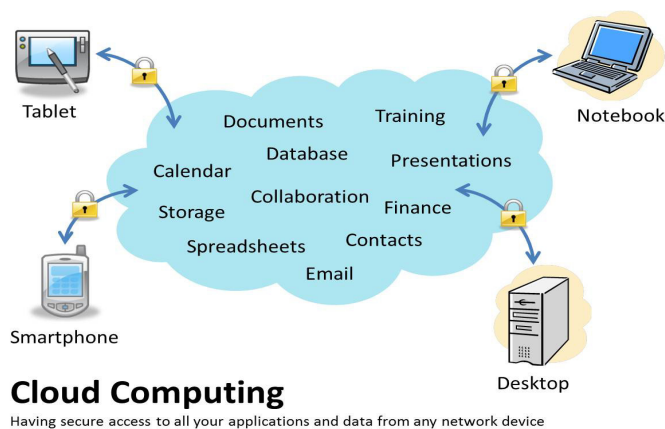 Tablet
Notebook
Documents
Training
Database
Presentations
Calendar
Collaboration
Storage
Finance
Spreadsheets
Contacts
Email
Smartphone
Desktop
Cloud Computing
Having secure access to all your applications and data from any network device